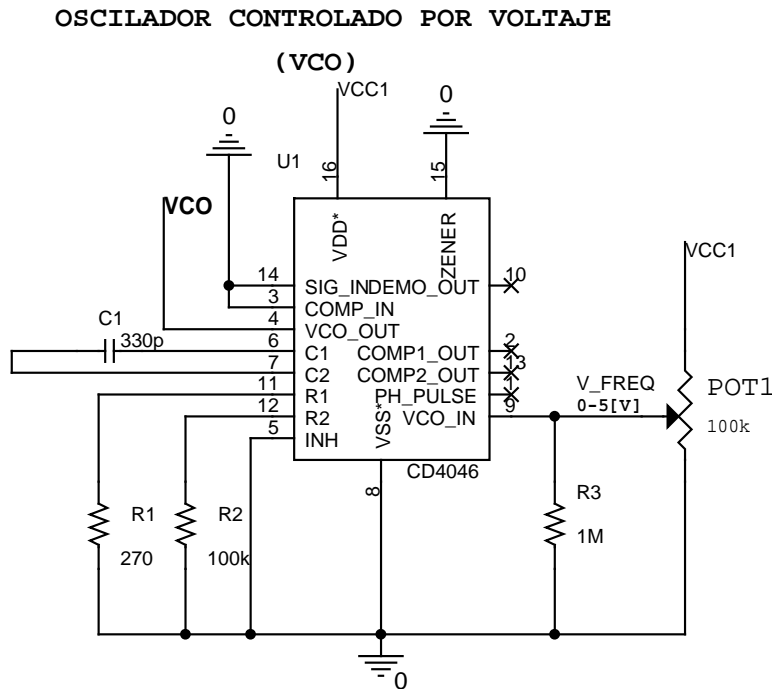 OSCILADOR CONTROLADO POR VOLTAJE
(VCO)
VCC1
0
0
U1
16
15
VCO
VDD*
ZENER
VCC1
14
SIG_IN
DEMO_OUT
10
3
COMP_IN
4
VCO_OUT
C1
330p
6
C1
COMP1_OUT
2
7
C2
COMP2_OUT
13
11
R1
PH_PULSE
1
12
R2
VCO_IN
9
5
INH
VSS*
V_FREQ
0-5[V]
POT1
100k
CD4046
8
R1
270
R2
100k
R3
1M
0